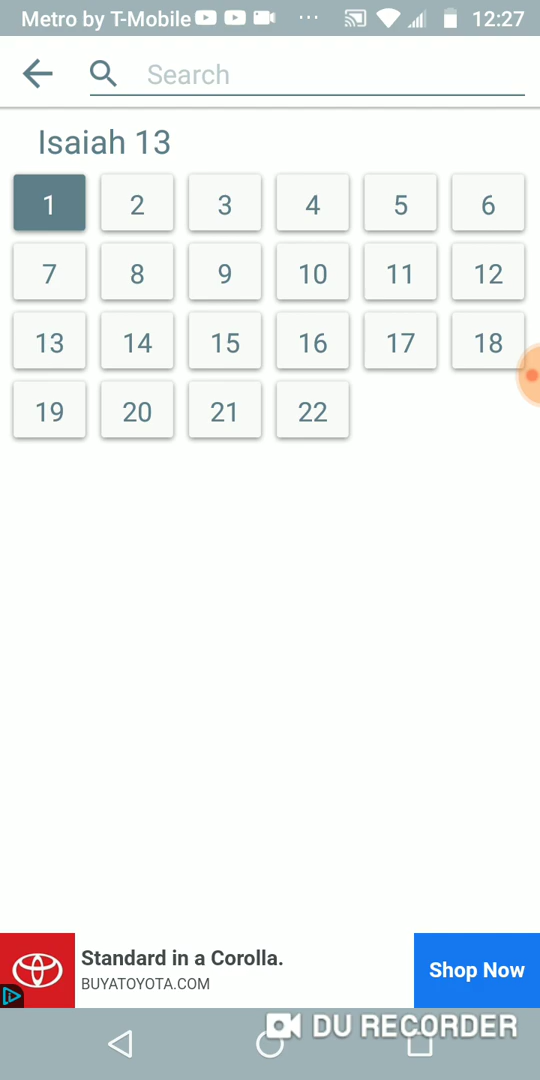 Metro by T-Mobile ... 12:27
Search
Isaiah 13
1 2 3 4 5 6
7 8 9 10 11 12
13 14 15 16 17 18
19 20 21 22
Standard in a Corolla.
BUYATOYOTA.COM
Shop Now
DU RECORDER